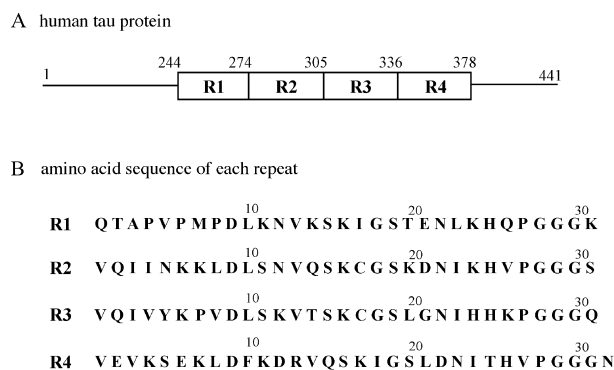 A human tau protein
244 274 305 336 378
1 441
R1 R2 R3 R4
B amino acid sequence of each repeat
10 20 30
R1 Q T A P V P M P D L K N V K S K I G S T E N L K H Q P G G G K
R2 V Q I I N K K L D L S N V Q S K C G S K D N I K H V P G G G S
10 20 30
R3 V Q I V Y K P V D L S K V T S K C G S L G N I H H K P G G G Q
10 20 30
R4 V E V K S E K L D F K D R V Q S K I G S L D N I T H V P G G G N